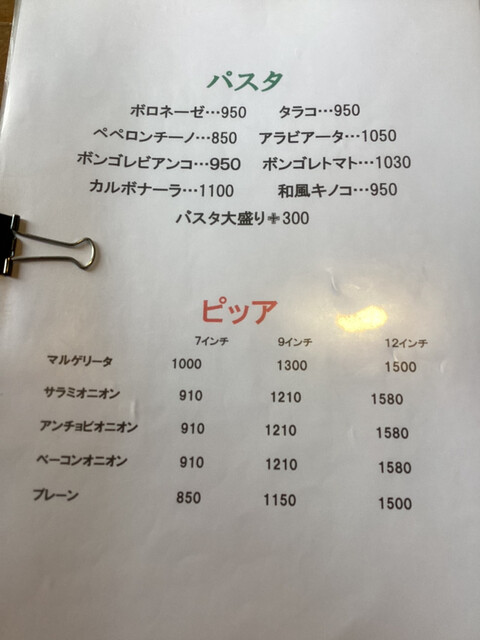 パスタ
ボロネーゼ…950 タラコ…950
ペペロンチーノ…850 アラビアータ…1050
ボンゴレビアンコ…950 ボンゴレトマト…1030
カルボナーラ…1100 和風キノコ…950
パスタ大盛り+300
ピッア
7インチ 9インチ 12インチ
マルゲリータ 1000 1300 1500
サラミオニオン 910 1210 1580
アンチョビオニオン 910 1210 1580
ベーコンオニオン 910 1210 1580
プレーン 850 1150 1500